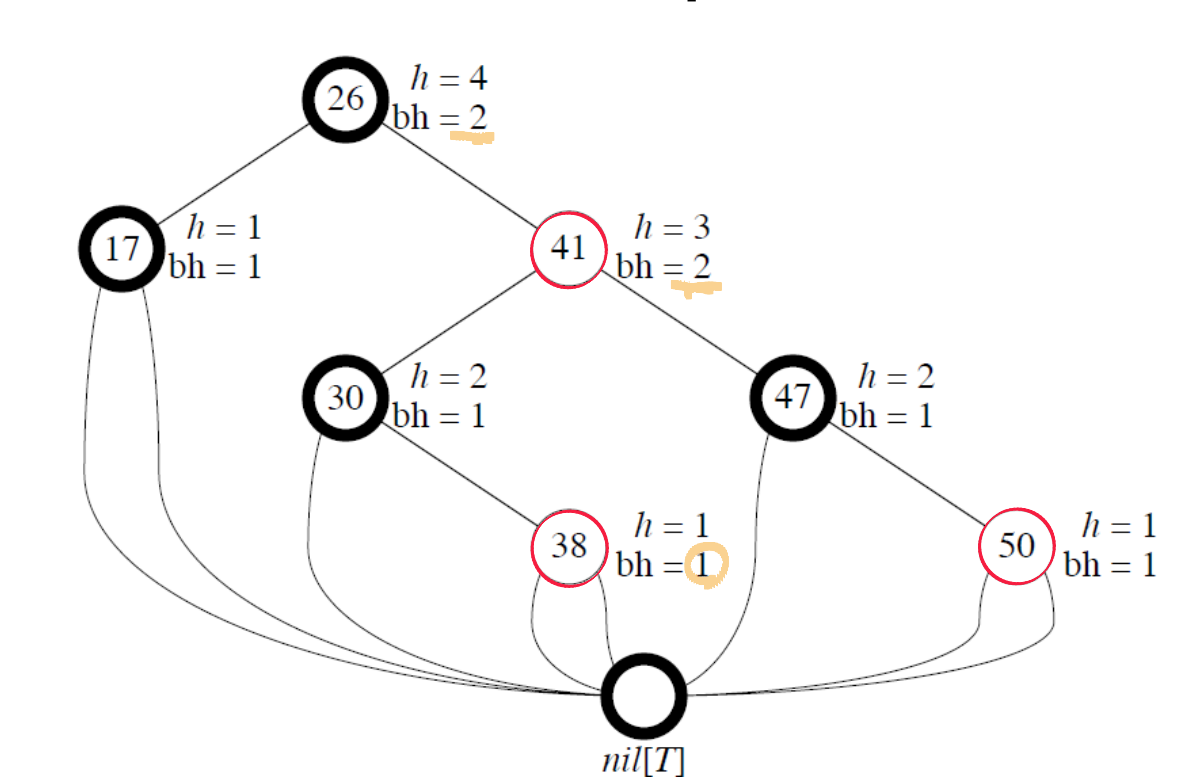 26
h = 4
bh = 2
17
h = 1
bh = 1
41
h = 3
bh = 2
30
h = 2
bh = 1
47
h = 2
bh = 1
38
h = 1
bh = 1
50
h = 1
bh = 1
nil[T]